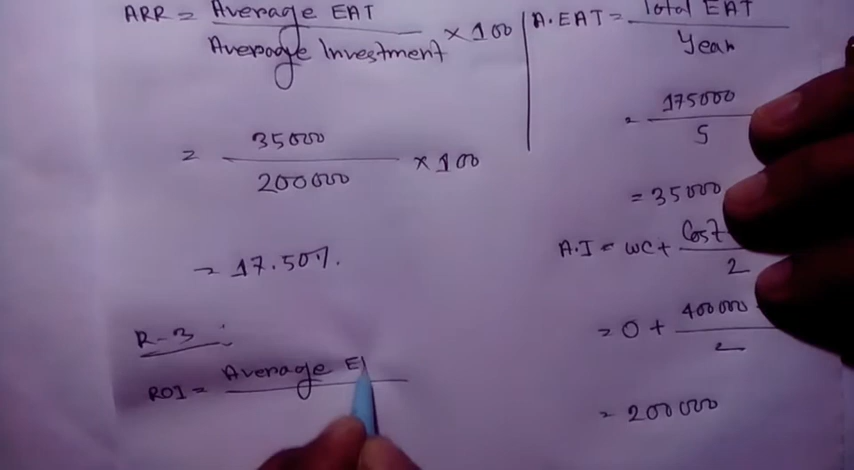 ARR = Average EAT / Average Investment × 100
= 35000 / 200000 × 100
= 17.50%.
R-3:
ROI = Average E
A.EAT = Total EAT / Year
= 175000 / 5
= 35000
A.I = WC + Cost / 2
= 0 + 400000 / 2
= 200000